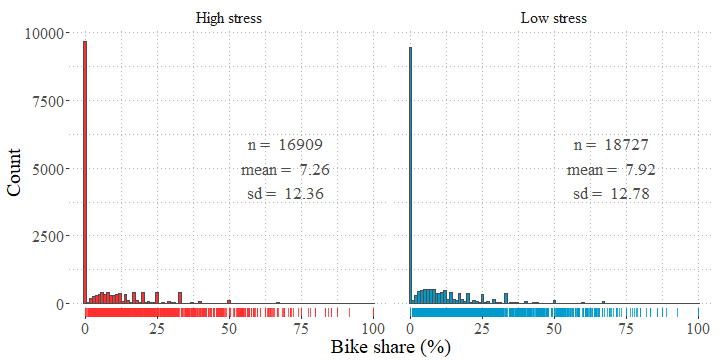 High stress
Low stress
10000
7500
5000
2500
0
Count
n = 16909
mean = 7.26
sd = 12.36
n = 18727
mean = 7.92
sd = 12.78
0 25 50 75 100
0 25 50 75 100
Bike share (%)